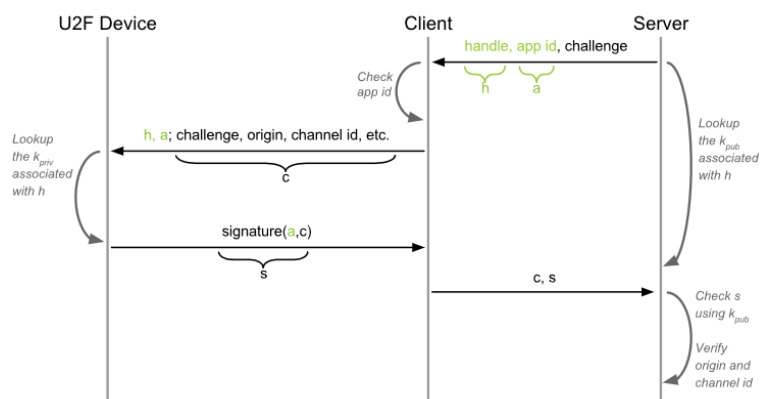 U2F Device
Client
Server
handle, app id, challenge
h
a
Check
app id
h, a; challenge, origin, channel id, etc.
c
Lookup
the kpriv
associated
with h
Lookup
the kpub
associated
with h
signature(a,c)
s
c, s
Check s
using kpub
Verify
origin and
channel id